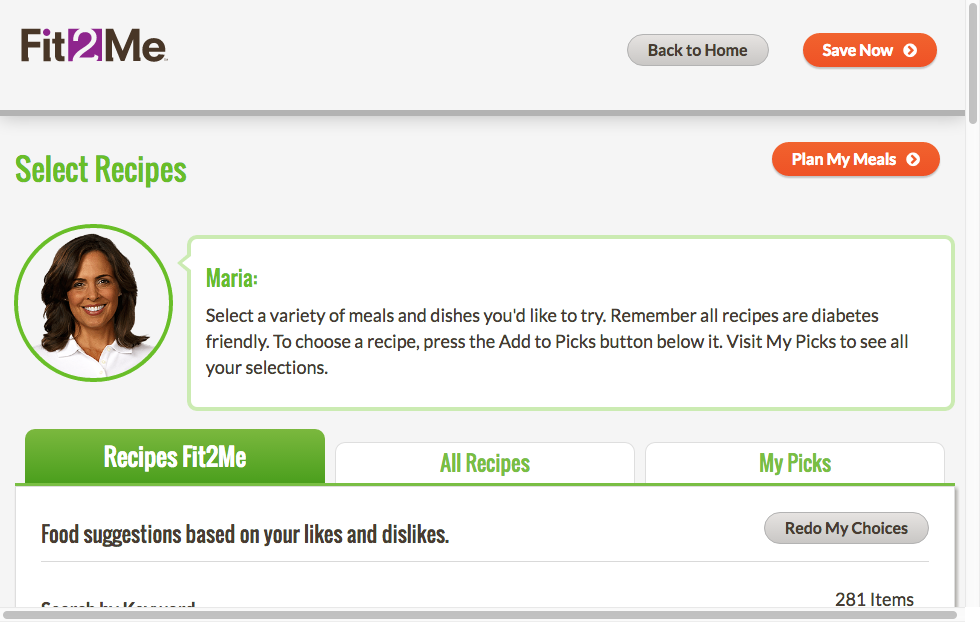 Fit2Me
Back to Home
Save Now
Select Recipes
Plan My Meals
Maria:
Select a variety of meals and dishes you'd like to try. Remember all recipes are diabetes
friendly. To choose a recipe, press the Add to Picks button below it. Visit My Picks to see all
your selections.
Recipes Fit2Me
All Recipes
My Picks
Food suggestions based on your likes and dislikes.
Redo My Choices
Search by Keyword
281 Items